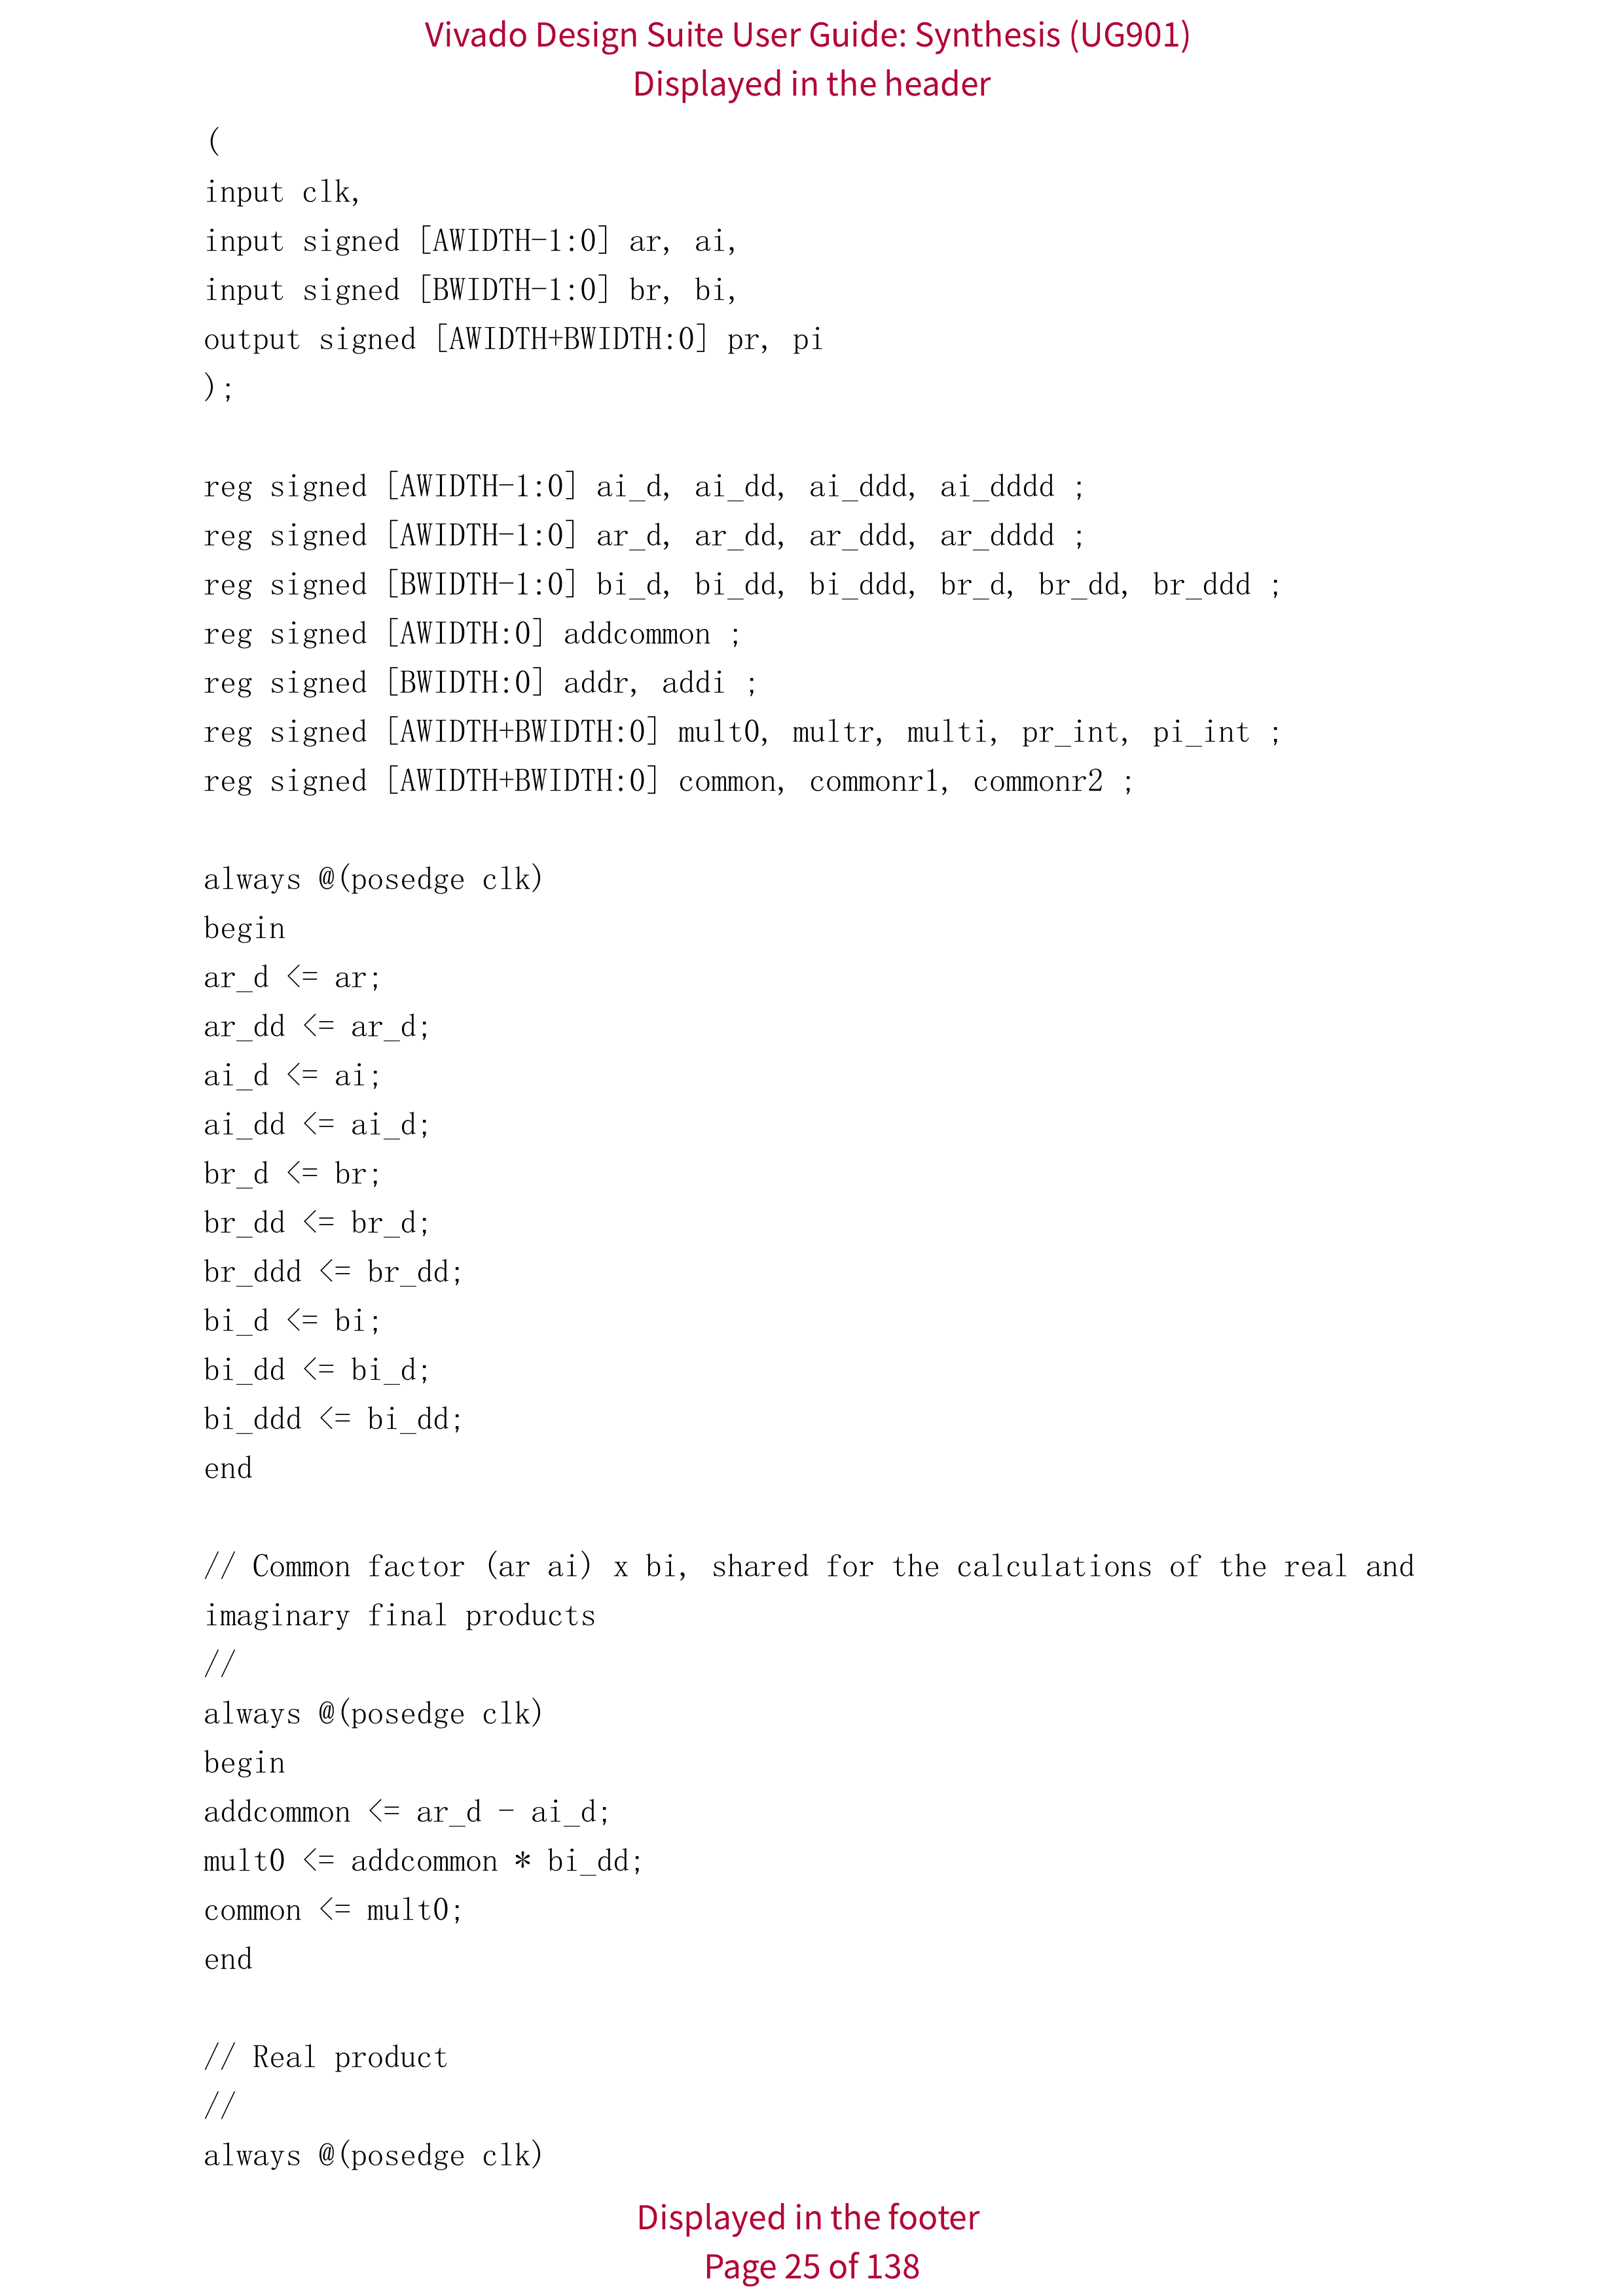 Vivado Design Suite User Guide: Synthesis (UG901)
Displayed in the header
(
input clk,
input signed [AWIDTH-1:0] ar, ai,
input signed [BWIDTH-1:0] br, bi,
output signed [AWIDTH+BWIDTH:0] pr, pi
);
reg signed [AWIDTH-1:0] ai_d, ai_dd, ai_ddd, ai_dddd ;
reg signed [AWIDTH-1:0] ar_d, ar_dd, ar_ddd, ar_dddd ;
reg signed [BWIDTH-1:0] bi_d, bi_dd, bi_ddd, br_d, br_dd, br_ddd ;
reg signed [AWIDTH:0] addcommon ;
reg signed [BWIDTH:0] addr, addi ;
reg signed [AWIDTH+BWIDTH:0] mult0, multr, multi, pr_int, pi_int ;
reg signed [AWIDTH+BWIDTH:0] common, commonr1, commonr2 ;
always @(posedge clk)
begin
ar_d <= ar;
ar_dd <= ar_d;
ai_d <= ai;
ai_dd <= ai_d;
br_d <= br;
br_dd <= br_d;
br_ddd <= br_dd;
bi_d <= bi;
bi_dd <= bi_d;
bi_ddd <= bi_dd;
end
// Common factor (ar ai) x bi, shared for the calculations of the real and
imaginary final products
//
always @(posedge clk)
begin
addcommon <= ar_d - ai_d;
mult0 <= addcommon * bi_dd;
common <= mult0;
end
// Real product
//
always @(posedge clk)
Displayed in the footer
Page 25 of 138